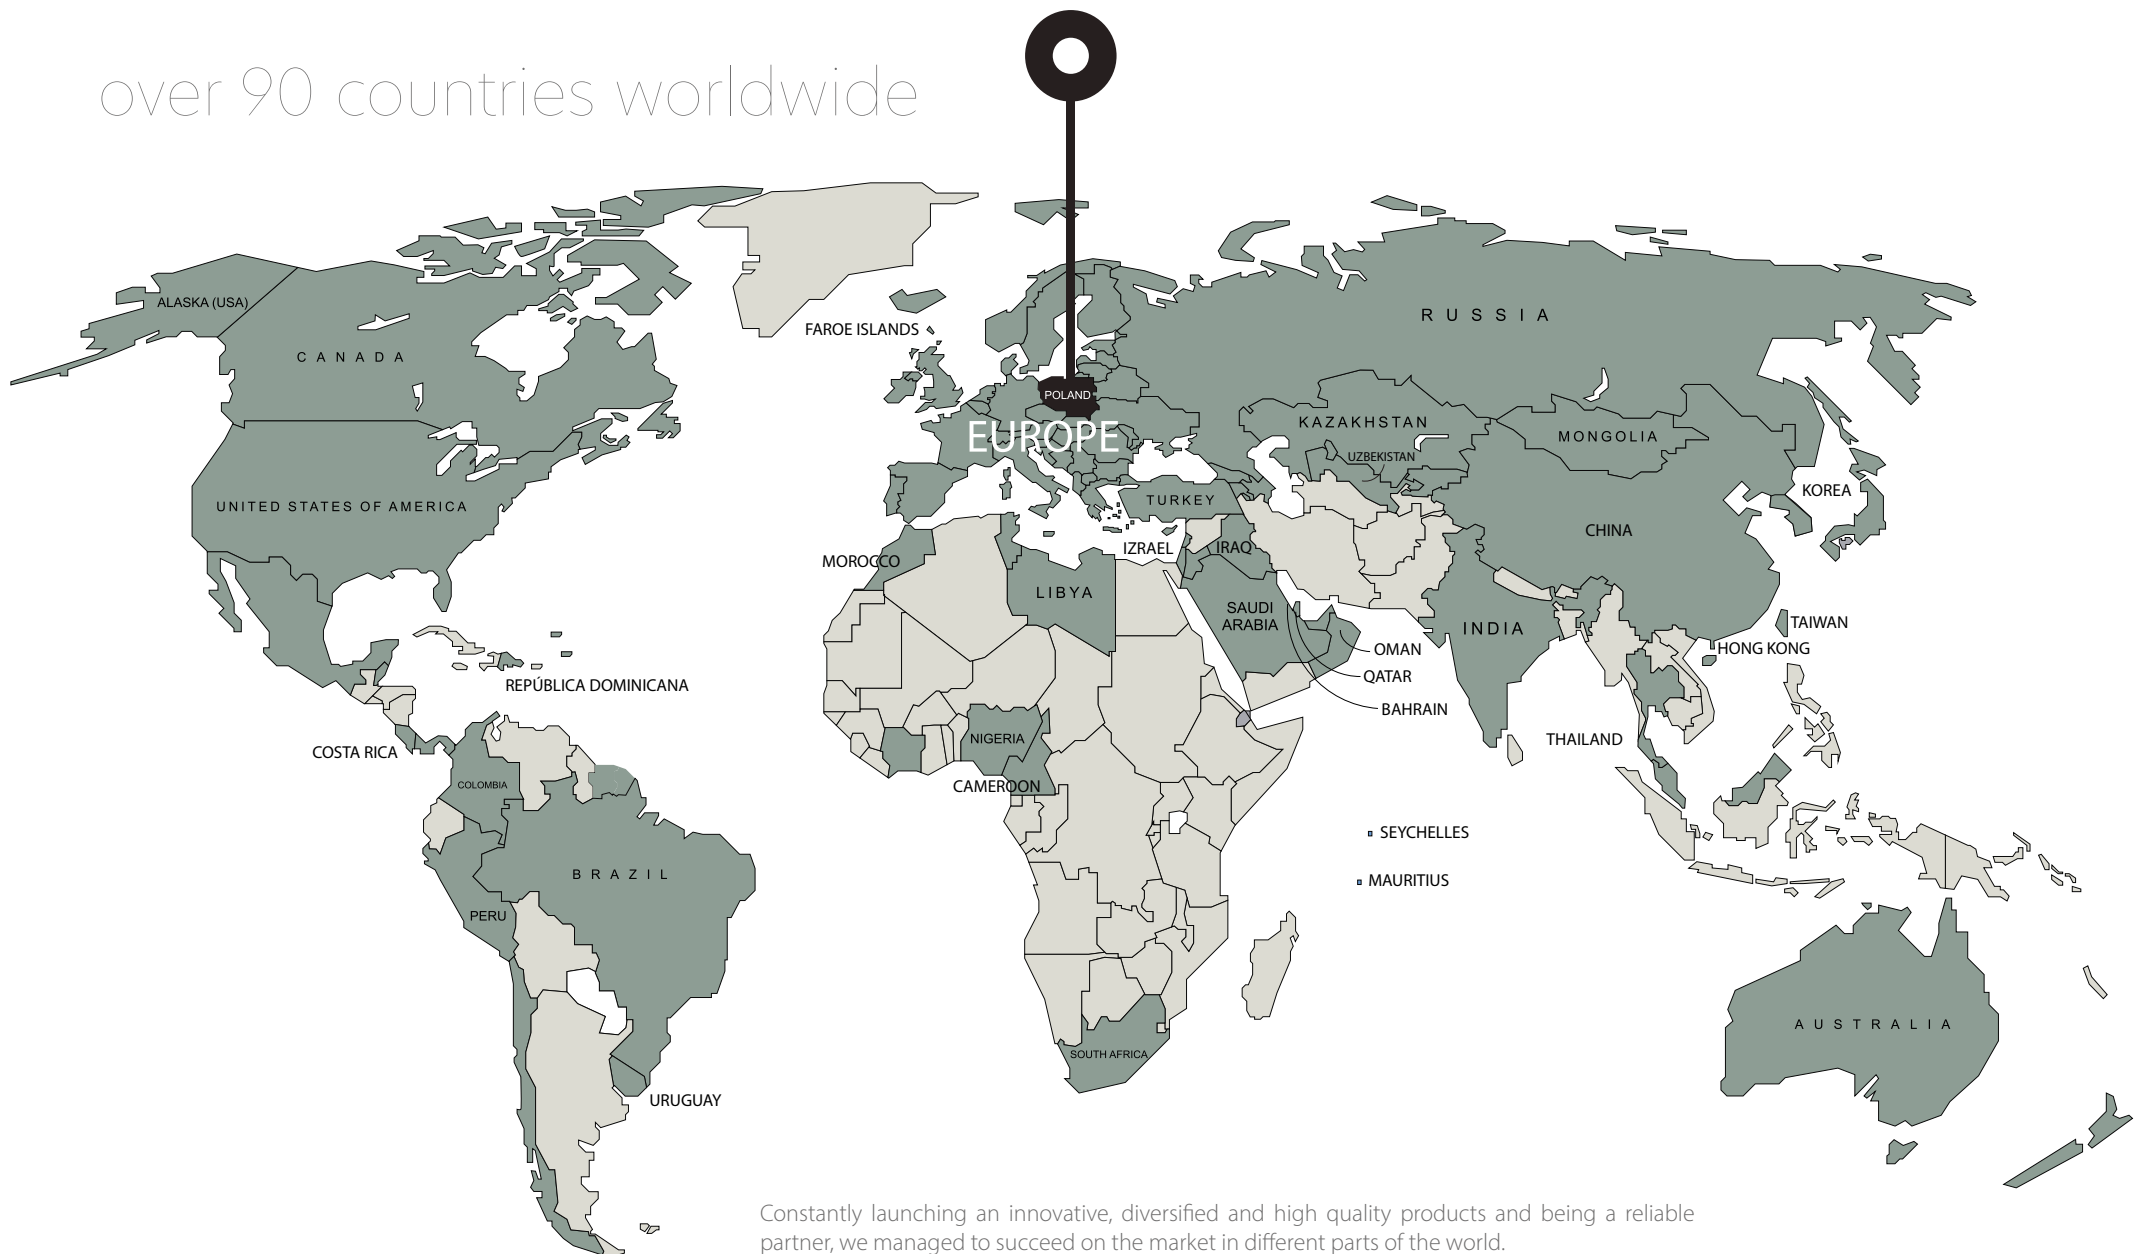 over 90 countries worldwide
ALASKA (USA)
CANADA
FAROE ISLANDS
RUSSIA
POLAND
EUROPE
KAZAKHSTAN
MONGOLIA
UZBEKISTAN
UNITED STATES OF AMERICA
TURKEY
KOREA
CHINA
MOROCCO
IZRAEL
IRAQ
LIBYA
SAUDI
ARABIA
INDIA
TAIWAN
HONG KONG
OMAN
QATAR
BAHRAIN
REPÚBLICA DOMINICANA
COSTA RICA
NIGERIA
THAILAND
COLOMBIA
CAMEROON
SEYCHELLES
BRAZIL
MAURITIUS
PERU
AUSTRALIA
SOUTH AFRICA
URUGUAY
Constantly launching an innovative, diversified and high quality products and being a reliable
partner, we managed to succeed on the market in different parts of the world.